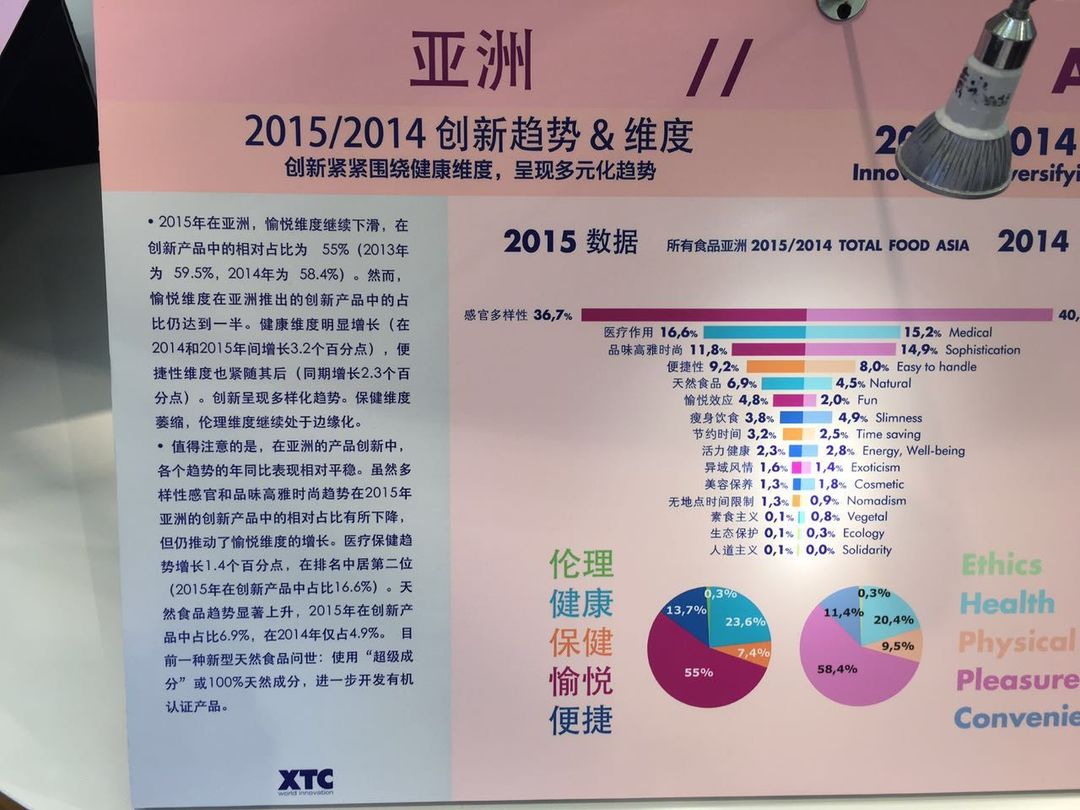 亚洲 //
2015/2014 创新趋势 & 维度
创新紧紧围绕健康维度，呈现多元化趋势
• 2015年在亚洲，愉悦维度继续下滑，在
创新产品中的相对占比为 55%（2013年
为 59.5%，2014年为 58.4%）。然而，
愉悦维度在亚洲推出的创新产品中的占
比仍达到一半。健康维度明显增长（在
2014和2015年间增长3.2个百分点），便
捷性维度也紧随其后（同期增长2.3个百
分点）。创新呈现多样化趋势。保健维度
萎缩，伦理维度继续处于边缘化。
• 值得注意的是，在亚洲的产品创新中，
各个趋势的年同比表现相对平稳。虽然多
样性感官和品味高雅时尚趋势在2015年
亚洲的创新产品中的相对占比有所下降，
但仍推动了愉悦维度的增长。医疗保健趋
势增长1.4个百分点，在排名中居第二位
（2015年在创新产品中占比16.6%）。天
然食品趋势显著上升，2015年在创新产
品中占比6.9%，在2014年仅占4.9%。 目
前一种新型天然食品问世：使用“超级成
分”或100%天然成分，进一步开发有机
认证产品。
XTC
world innovation
2015 数据 所有食品亚洲 2015/2014 TOTAL FOOD ASIA 2014
感官多样性 36,7% 40,
医疗作用 16,6% 15,2% Medical
品味高雅时尚 11,8% 14,9% Sophistication
便捷性 9,2% 8,0% Easy to handle
天然食品 6,9% 4,5% Natural
愉悦效应 4,8% 2,0% Fun
瘦身饮食 3,8% 4,9% Slimness
节约时间 3,2% 2,5% Time saving
活力健康 2,3% 2,8% Energy, Well-being
异域风情 1,6% 1,4% Exoticism
美容保养 1,3% 1,8% Cosmetic
无地点时间限制 1,3% 0,9% Nomadism
素食主义 0,1% 0,8% Vegetal
生态保护 0,1% 0,3% Ecology
人道主义 0,1% 0,0% Solidarity
伦理
健康
保健
愉悦
便捷
0,3%
13,7%
23,6%
7,4%
55%
0,3%
11,4%
20,4%
9,5%
58,4%
Ethics
Health
Physical
Pleasure